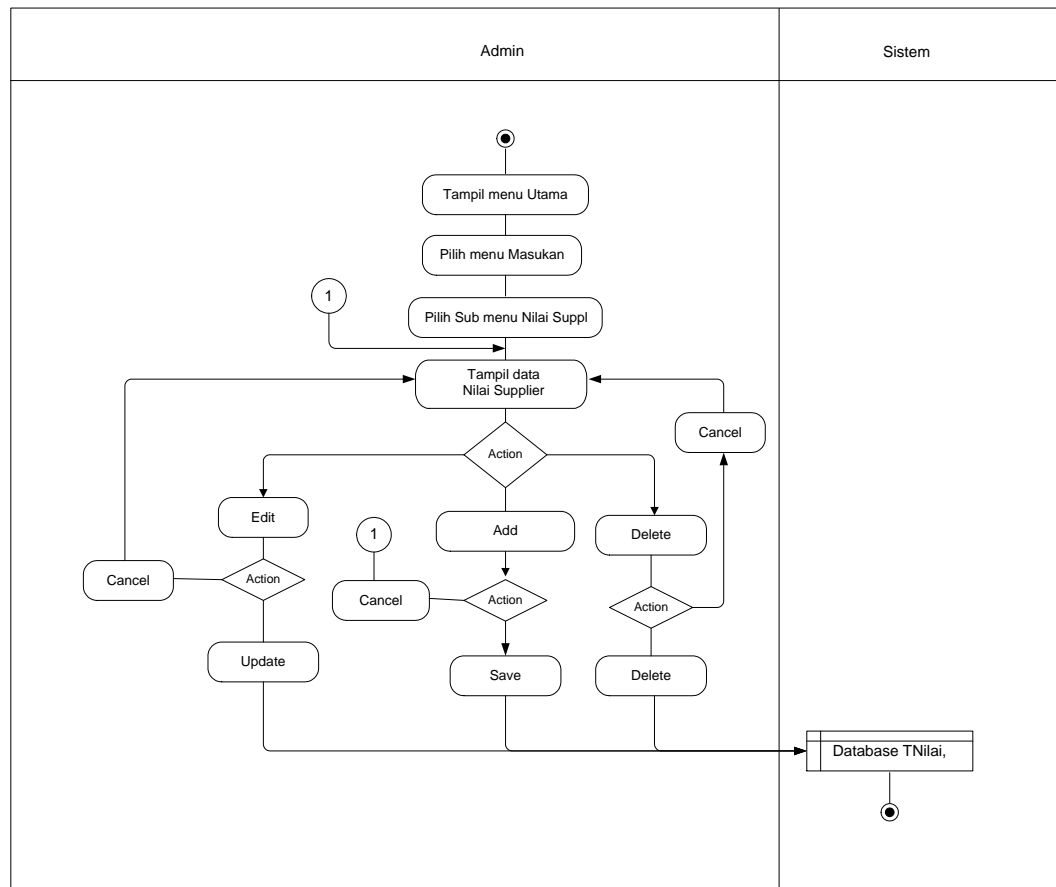 Admin
Sistem
Tampil menu Utama
Pilih menu Masukan
1
Pilih Sub menu Nilai Suppl
Tampil data
Nilai Supplier
Cancel
Action
Edit
1
Add
Delete
Cancel
Action
Cancel
Action
Action
Update
Save
Delete
Database TNilai,